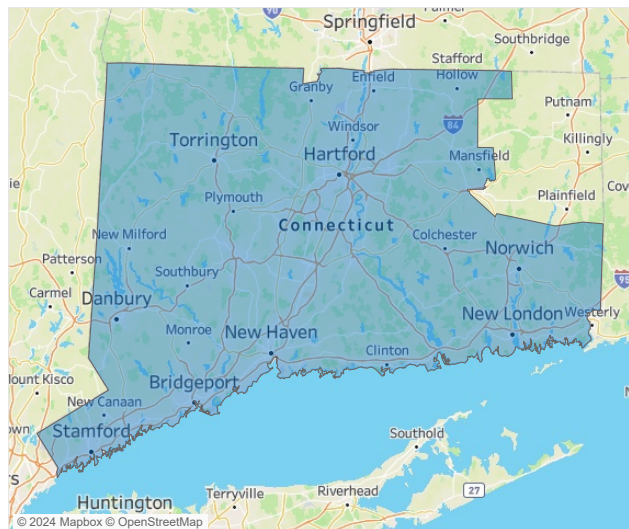 90
Palmer
Springfield
Southbridge
Stafford
Hollow
Enfield
Granby
Putnam
Windsor
84
Torrington
Killingly
Hartford
Mansfield
Plymouth
Plainfield
Cov
Connecticut
New Milford
Colchester
Norwich
Patterson
Southbury
95
Carmel
Danbury
New London
Westerly
Monroe
New Haven
Clinton
Mount Kisco
Bridgeport
New Canaan
Stamford
Southold
27
Huntington
Terryville
Riverhead
© 2024 Mapbox © OpenStreetMap